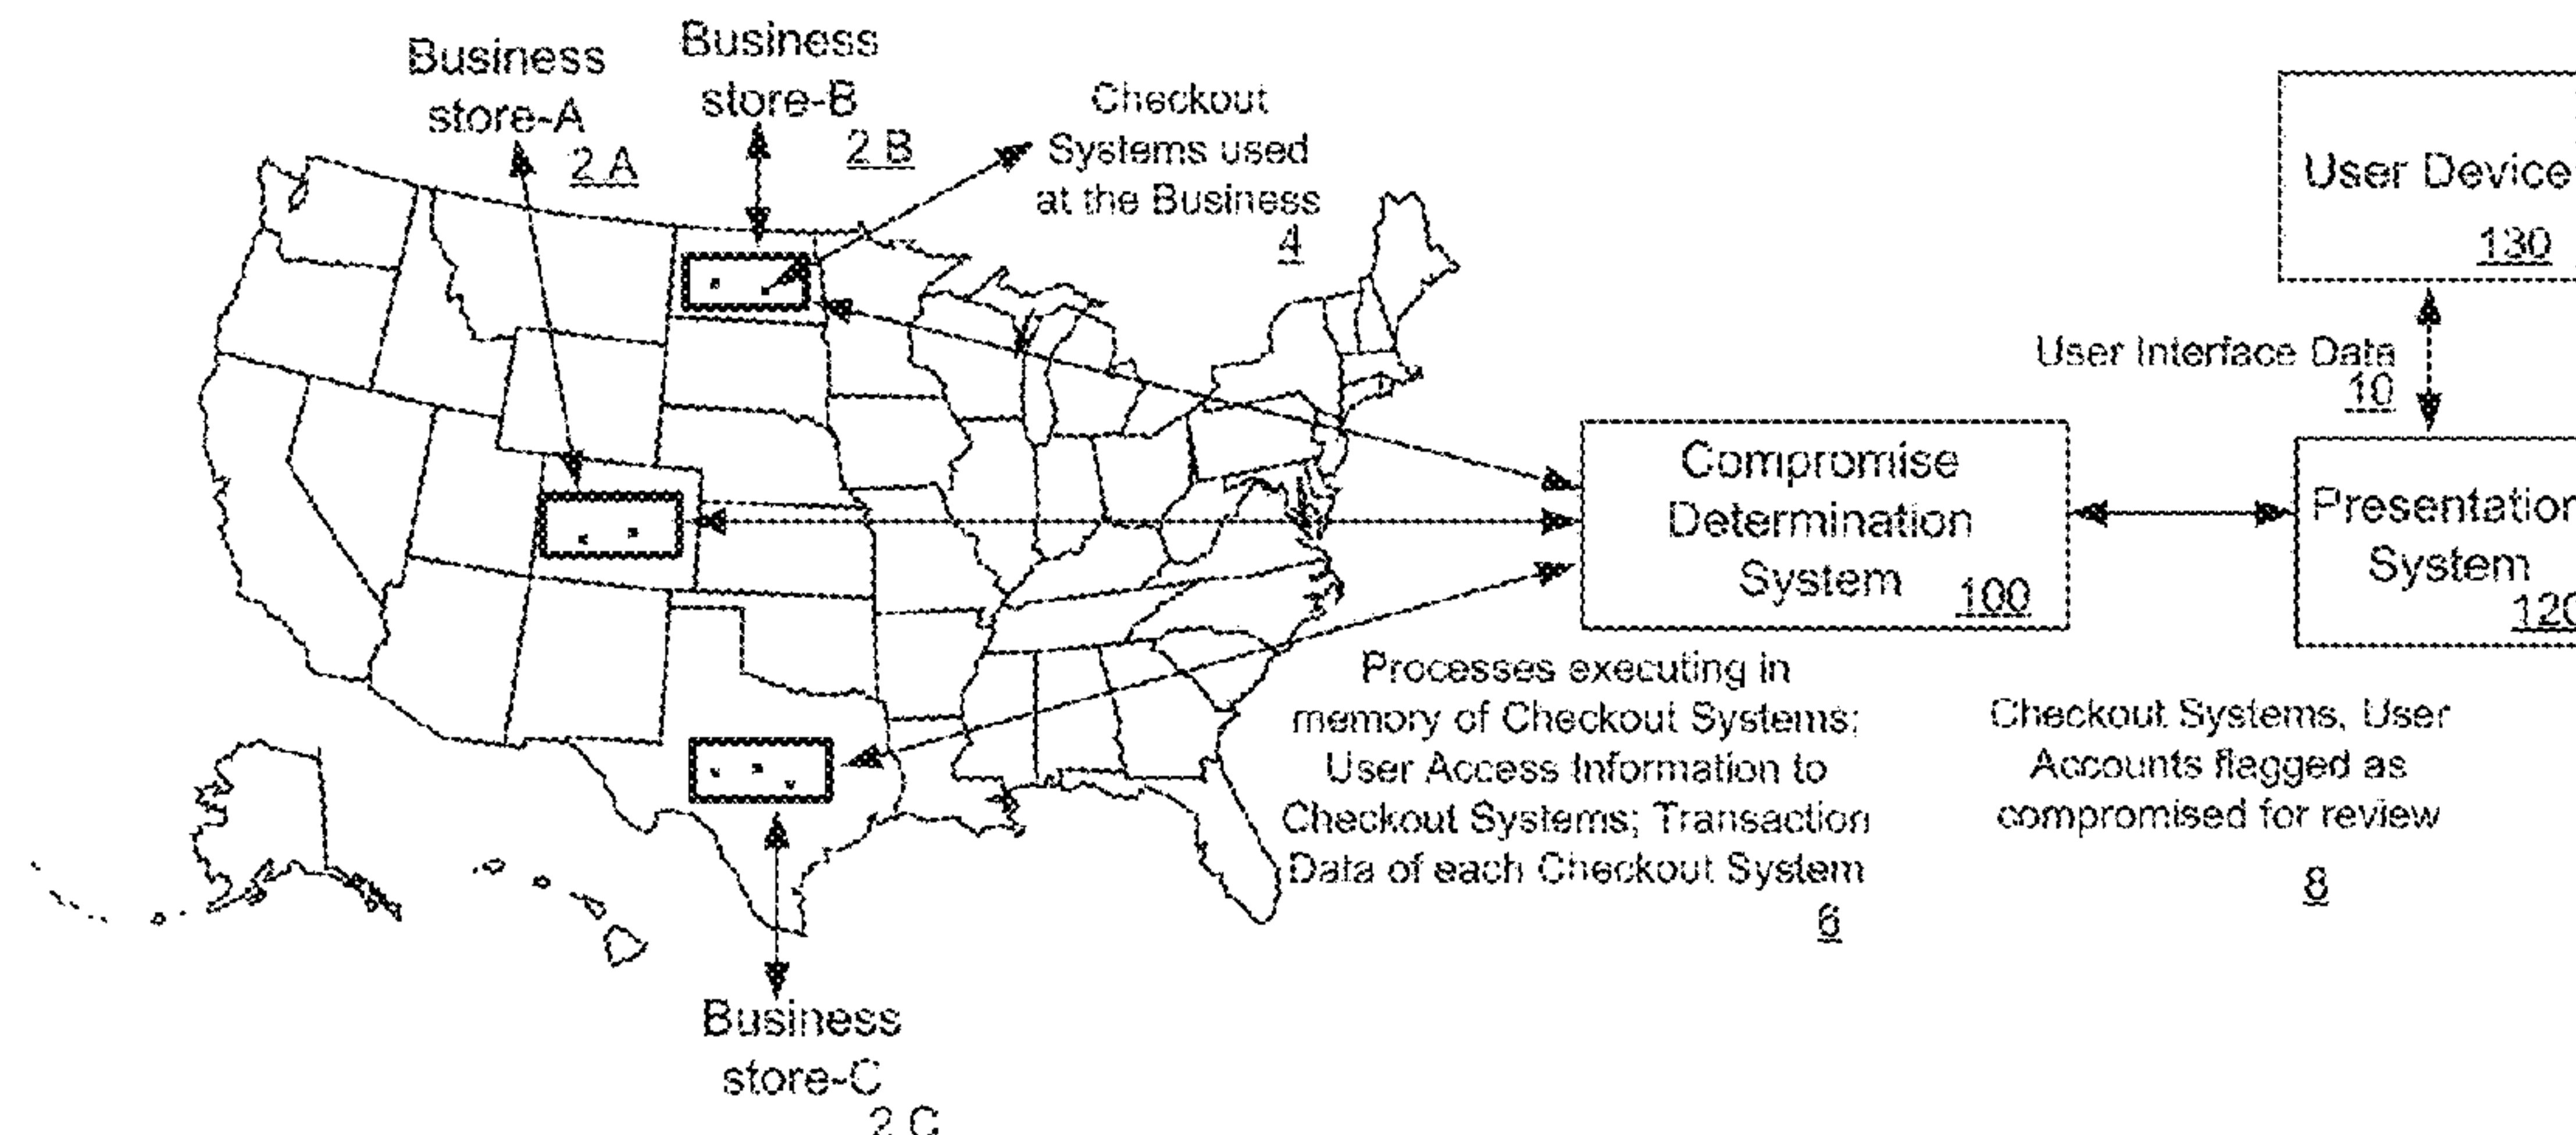 Business
store-A
2 A
Business
store-B
2 B
Checkout
Systems used
at the Business
4
User Device
130
User Interface Data
10
Compromise
Determination
System
100
Presentation
System
120
Processes executing in
memory of Checkout Systems;
User Access Information to
Checkout Systems; Transaction
Data of each Checkout System
6
Checkout Systems, User
Accounts flagged as
compromised for review
8
Business
store-C
2 C